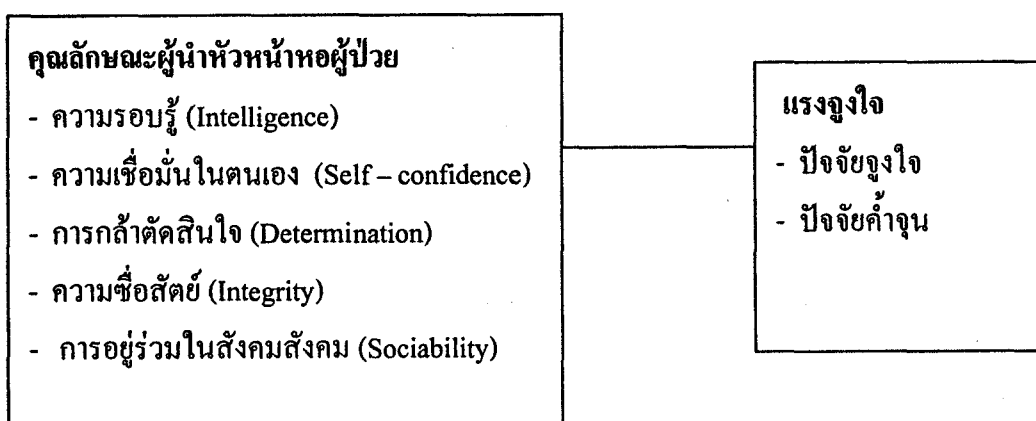 คุณลักษณะผู้นำหัวหน้าหอผู้ป่วย
- ความรอบรู้ (Intelligence)
- ความเชื่อมั่นในตนเอง (Self – confidence)
- การกล้าตัดสินใจ (Determination)
- ความซื่อสัตย์ (Integrity)
- การอยู่ร่วมในสังคมสังคม (Sociability)
แรงจูงใจ
- ปัจจัยจูงใจ
- ปัจจัยค้ำจุน